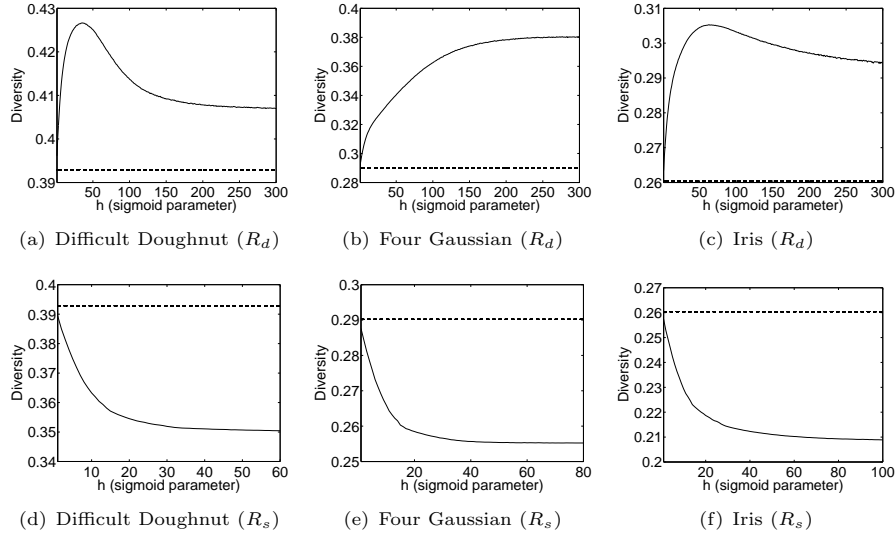 0.43
0.42
0.41
0.4
0.39
Diversity
50 100 150 200 250 300
h (sigmoid parameter)
(a) Difficult Doughnut (R_d)
0.4
0.38
0.36
0.34
0.32
0.3
0.28
Diversity
50 100 150 200 250 300
h (sigmoid parameter)
(b) Four Gaussian (R_d)
0.31
0.3
0.29
0.28
0.27
0.26
Diversity
50 100 150 200 250 300
h (sigmoid parameter)
(c) Iris (R_d)
0.4
0.39
0.38
0.37
0.36
0.35
0.34
Diversity
10 20 30 40 50 60
h (sigmoid parameter)
(d) Difficult Doughnut (R_s)
0.3
0.29
0.28
0.27
0.26
0.25
Diversity
20 40 60 80
h (sigmoid parameter)
(e) Four Gaussian (R_s)
0.27
0.26
0.25
0.24
0.23
0.22
0.21
0.2
Diversity
20 40 60 80 100
h (sigmoid parameter)
(f) Iris (R_s)